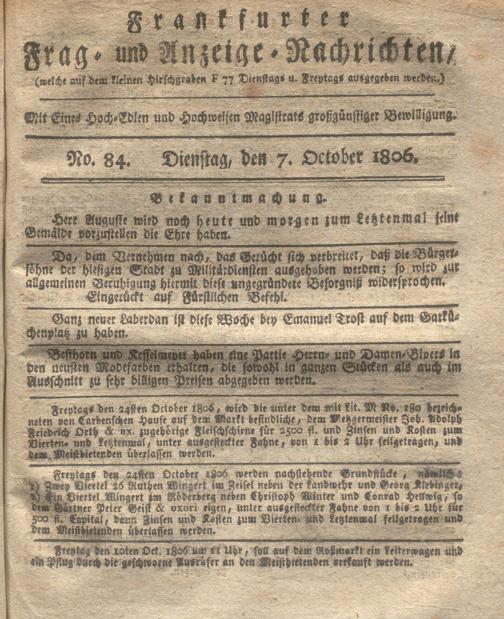 Frankfurter
Frag- und Anzeige-Nachrichten,
(welche auf dem kleinen Hirschgraben F 77 Dienstags u. Freytags ausgegeben werden.)
Mit Eines Hoch-Edlen und Hochweisen Magistrats großgünstiger Bewilligung.
No. 84. Dienstag, den 7. October 1806.
Bekanntmachung.
Herr Auguste wird noch heute und morgen zum Letztenmal seine
Gemälde vorzustellen die Ehre haben.
Da, dem Vernehmen nach, das Gerücht sich verbreitet, daß die Bürger-
söhne der hiesigen Stadt zu Militärdiensten ausgehoben werden; so wird zur
allgemeinen Beruhigung hiermit diese ungegründete Besorgniß widersprochen.
Eingerückt auf Fürstlichen Befehl.
Ganz neuer Laberdan ist diese Woche bey Emanuel Trost auf dem Garkü-
chenplatz zu haben.
Besthorn und Kesselmeyer haben eine Partie Herrn- und Damen-Bivers in
den neusten Modefarben erhalten, die sowohl in ganzen Stücken als auch im
Ausschnitt zu sehr billigen Preisen abgegeben werden.
Freytags den 24sten October 1806, wird die unter dem mit Lit. M No. 180 bezeich-
neten von Carbenschen Hause auf dem Markt befindliche, dem Metzgermeister Joh. Adolph
Friedrich Orth & ux. zugehörige Fleischschirne für 2500 fl. und Zinsen und Kosten zum
Vierten- und Letztenmal, unter ausgesteckter Fahne, von 1 bis 2 Uhr feilgetragen, und
dem Meistbietenden überlassen werden.
Freytags den 24sten October 1806 werden nachstehende Grundstücke, nämlich:
1) Zwey Viertel 26 Ruthen Wingert im Zeisel neben der Landwehr und Georg Klebinger,
2) Ein Viertel Wingert im Röderberg neben Christoph Winter und Conrad Hettwig, so
dem Gärtner Peter Geist & uxori eigen, unter ausgesteckter Fahne von 1 bis 2 Uhr für
500 fl. Capital, dann Zinsen und Kosten zum Vierten- und Letztenmal feilgetragen und
dem Meistbietenden überlassen werden.
Freytag den 10ten Oct. 1806 um 11 Uhr, soll auf dem Roßmarkt ein Leiterwagen und
ein Pflug durch die geschworne Ausrüfer an den Meistbietenden verkauft werden.